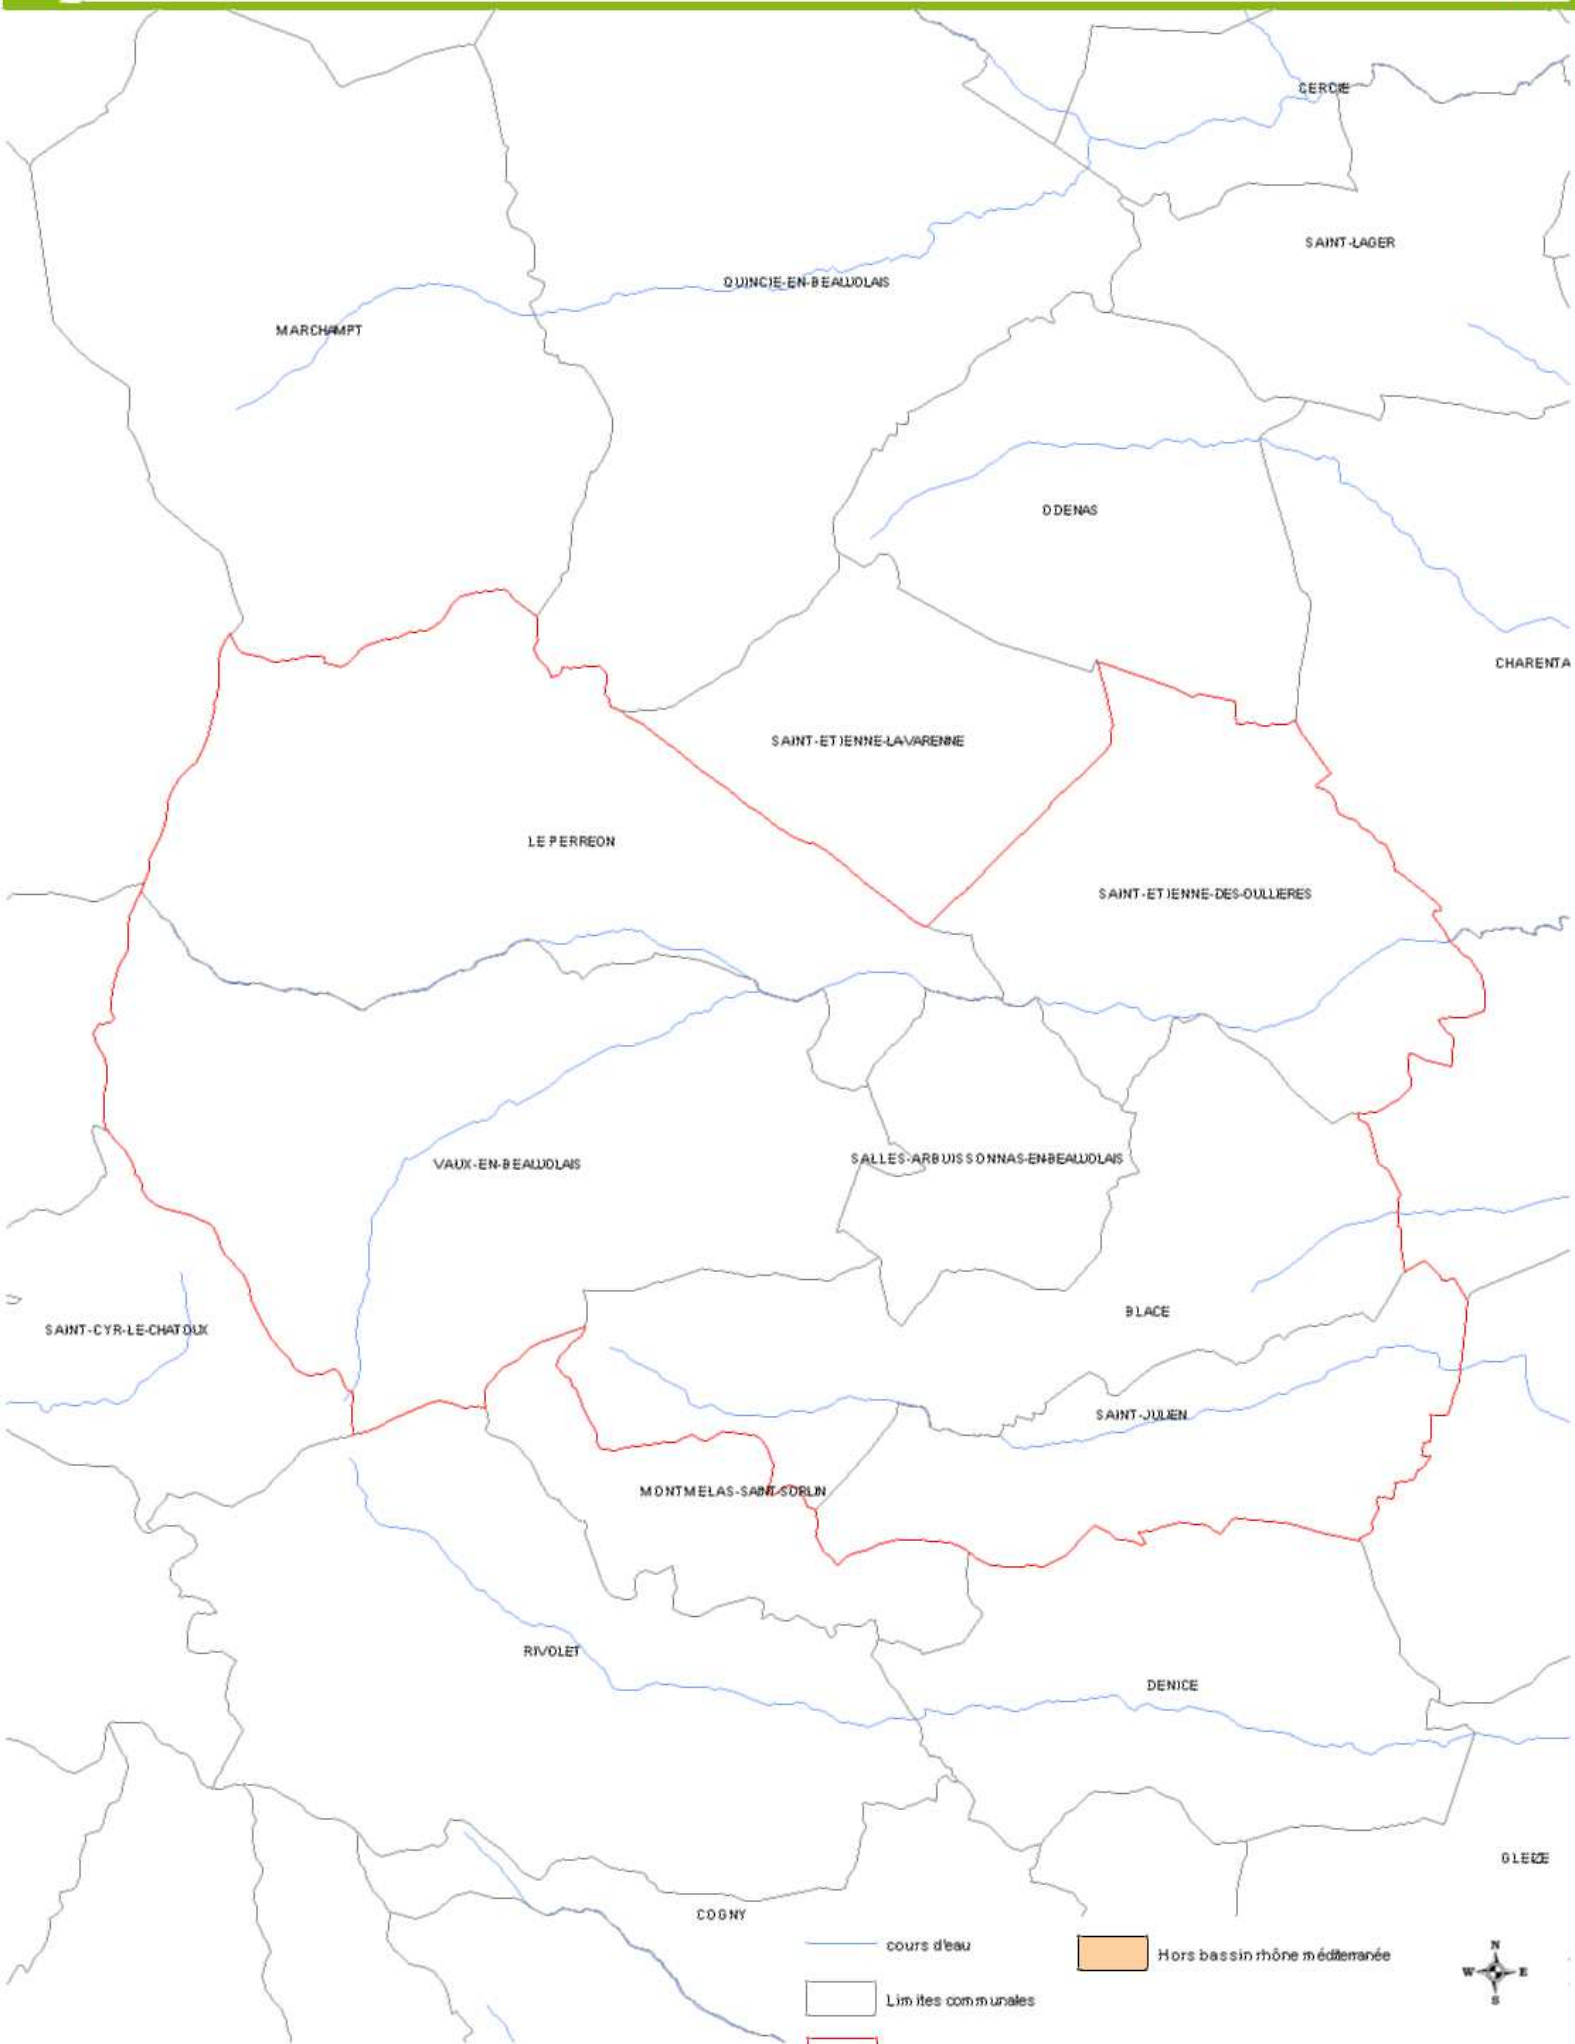 CERCIE
SAINT-LAGER
QUINCIE-EN-BEAUJOLAIS
MARCHAMPT
ODENAS
CHARENTA
SAINT-ETIENNE-LA-VARENNE
LE PERREON
SAINT-ETIENNE-DES-OULLIERES
VAUX-EN-BEAUJOLAIS
SALLES-ARBUISSONNAS-EN-BEAUJOLAIS
BLACE
SAINT-CYR-LE-CHATOUX
SAINT-JULIEN
MONTMELAS-SAINT-SORLIN
RIVOLET
DENICE
GLEIZE
COGNY
cours d'eau
Hors bassin rhône méditerranée
Limites communales
N
W E
S